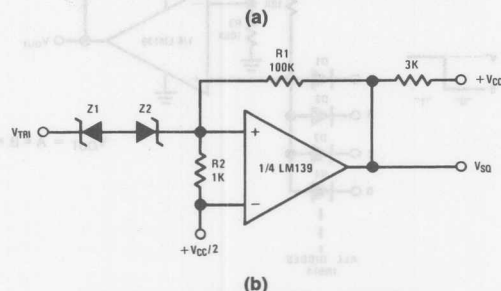 (a)
R1
100K
3K
+VCC
Z1
Z2
VTRI
+
R2
1K
1/4 LM139
VSQ
−
+VCC/2
(b)